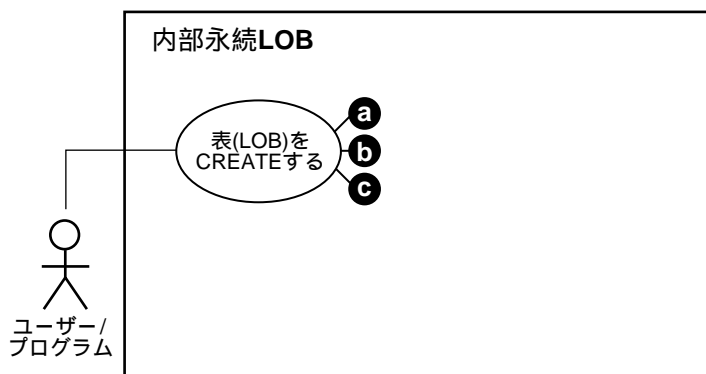 内部永続LOB
表(LOB)を
CREATEする
a
b
c
ユーザー/
プログラム